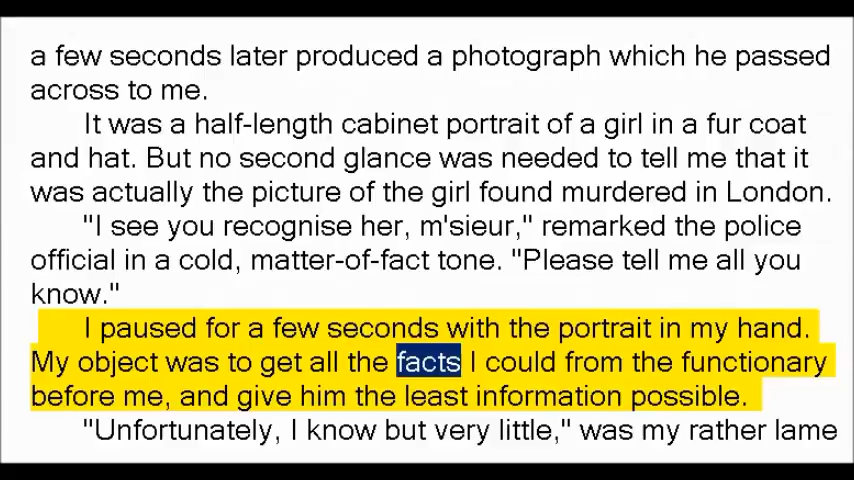 a few seconds later produced a photograph which he passed
across to me.
It was a half-length cabinet portrait of a girl in a fur coat
and hat. But no second glance was needed to tell me that it
was actually the picture of the girl found murdered in London.
"I see you recognise her, m'sieur," remarked the police
official in a cold, matter-of-fact tone. "Please tell me all you
know."
I paused for a few seconds with the portrait in my hand.
My object was to get all the facts I could from the functionary
before me, and give him the least information possible.
"Unfortunately, I know but very little," was my rather lame